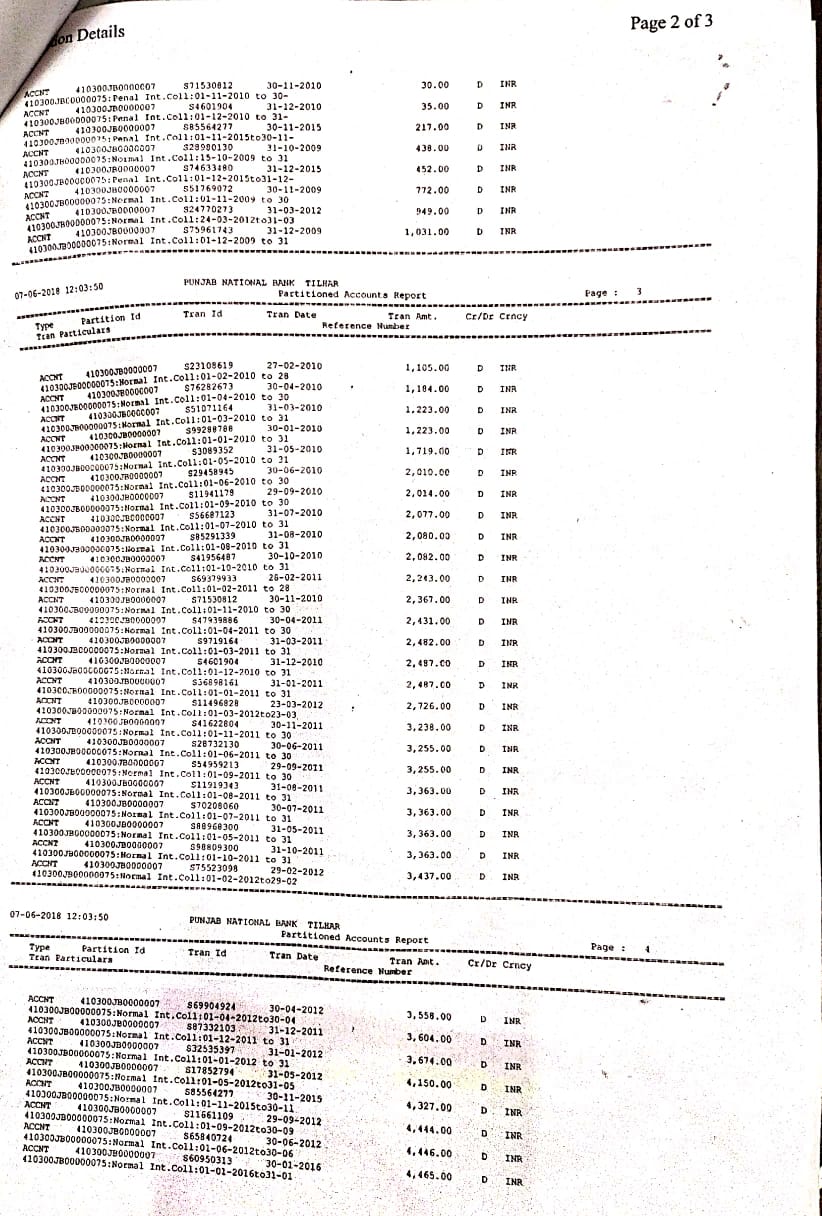 on Details
Page 2 of 3
ACCNT 410300JB0000007 S71530812 30-11-2010 30.00 D INR
410300JB00000075:Penal Int.Coll:01-11-2010 to 30-
ACCNT 410300JB0000007 S4601904 31-12-2010 35.00 D INR
410300JB00000075:Penal Int.Coll:01-12-2010 to 31-
ACCNT 410300JB0000007 S85564277 30-11-2015 217.00 D INR
410300JB00000075:Penal Int.Coll:01-11-2015to30-11-
ACCNT 410300JB0000007 S28980130 31-10-2009 438.00 D INR
410300JB00000075:Normal Int.Coll:15-10-2009 to 31
ACCNT 410300JB0000007 S74633480 31-12-2015 452.00 D INR
410300JB00000075:Penal Int.Coll:01-12-2015to31-12-
ACCNT 410300JB0000007 S51769072 30-11-2009 772.00 D INR
410300JB00000075:Normal Int.Coll:01-11-2009 to 30
ACCNT 410300JB0000007 S24770273 31-03-2012 949.00 D INR
410300JB00000075:Normal Int.Coll:24-03-2012to31-03
ACCNT 410300JB0000007 S75961743 31-12-2009 1,031.00 D INR
410300JB00000075:Normal Int.Coll:01-12-2009 to 31
07-06-2018 12:03:50 PUNJAB NATIONAL BANK TILHAR
Partitioned Accounts Report Page : 3
Type Partition Id Tran Id Tran Date Tran Amt. Cr/Dr Crncy
Tran Particulars Reference Number
ACCNT 410300JB0000007 S23108619 27-02-2010 1,105.00 D INR
410300JB00000075:Normal Int.Coll:01-02-2010 to 28
ACCNT 410300JB0000007 S76282673 30-04-2010 1,184.00 D INR
410300JB00000075:Normal Int.Coll:01-04-2010 to 30
ACCNT 410300JB0000007 S51071164 31-03-2010 1,223.00 D INR
410300JB00000075:Normal Int.Coll:01-03-2010 to 31
ACCNT 410300JB0000007 S99288788 30-01-2010 1,223.00 D INR
410300JB00000075:Normal Int.Coll:01-01-2010 to 31
ACCNT 410300JB0000007 S3089352 31-05-2010 1,719.00 D INR
410300JB00000075:Normal Int.Coll:01-05-2010 to 31
ACCNT 410300JB0000007 S29458945 30-06-2010 2,010.00 D INR
410300JB00000075:Normal Int.Coll:01-06-2010 to 30
ACCNT 410300JB0000007 S11941178 29-09-2010 2,014.00 D INR
410300JB00000075:Normal Int.Coll:01-09-2010 to 30
ACCNT 410300JB0000007 S56687123 31-07-2010 2,077.00 D INR
410300JB00000075:Normal Int.Coll:01-07-2010 to 31
ACCNT 410300JB0000007 S85291339 31-08-2010 2,080.00 D INR
410300JB00000075:Normal Int.Coll:01-08-2010 to 31
ACCNT 410300JB0000007 S41956487 30-10-2010 2,082.00 D INR
410300JB00000075:Normal Int.Coll:01-10-2010 to 31
ACCNT 410300JB0000007 S69379933 28-02-2011 2,243.00 D INR
410300JB00000075:Normal Int.Coll:01-02-2011 to 28
ACCNT 410300JB0000007 S71530812 30-11-2010 2,367.00 D INR
410300JB00000075:Normal Int.Coll:01-11-2010 to 30
ACCNT 410300JB0000007 S47939886 30-04-2011 2,431.00 D INR
410300JB00000075:Normal Int.Coll:01-04-2011 to 30
ACCNT 410300JB0000007 S9719164 31-03-2011 2,482.00 D INR
410300JB00000075:Normal Int.Coll:01-03-2011 to 31
ACCNT 410300JB0000007 S4601904 31-12-2010 2,487.00 D INR
410300JB00000075:Normal Int.Coll:01-12-2010 to 31
ACCNT 410300JB0000007 S36898161 31-01-2011 2,487.00 D INR
410300JB00000075:Normal Int.Coll:01-01-2011 to 31
ACCNT 410300JB0000007 S11496828 23-03-2012 2,726.00 D INR
410300JB00000075:Normal Int.Coll:01-03-2012to23-03
ACCNT 410300JB0000007 S41622804 30-11-2011 3,238.00 D INR
410300JB00000075:Normal Int.Coll:01-11-2011 to 30
ACCNT 410300JB0000007 S28732130 30-06-2011 3,255.00 D INR
410300JB00000075:Normal Int.Coll:01-06-2011 to 30
ACCNT 410300JB0000007 S54959213 29-09-2011 3,255.00 D INR
410300JB00000075:Normal Int.Coll:01-09-2011 to 30
ACCNT 410300JB0000007 S11919343 31-08-2011 3,363.00 D INR
410300JB00000075:Normal Int.Coll:01-08-2011 to 31
ACCNT 410300JB0000007 S70208060 30-07-2011 3,363.00 D INR
410300JB00000075:Normal Int.Coll:01-07-2011 to 31
ACCNT 410300JB0000007 S88968300 31-05-2011 3,363.00 D INR
410300JB00000075:Normal Int.Coll:01-05-2011 to 31
ACCNT 410300JB0000007 S98809300 31-10-2011 3,363.00 D INR
410300JB00000075:Normal Int.Coll:01-10-2011 to 31
ACCNT 410300JB0000007 S75523098 29-02-2012 3,437.00 D INR
410300JB00000075:Normal Int.Coll:01-02-2012to29-02
07-06-2018 12:03:50 PUNJAB NATIONAL BANK TILHAR
Partitioned Accounts Report Page : 4
Type Partition Id Tran Id Tran Date Tran Amt. Cr/Dr Crncy
Tran Particulars Reference Number
ACCNT 410300JB0000007 S69904924 30-04-2012 3,558.00 D INR
410300JB00000075:Normal Int.Coll:01-04-2012to30-04
ACCNT 410300JB0000007 S87332103 31-12-2011 3,604.00 D INR
410300JB00000075:Normal Int.Coll:01-12-2011 to 31
ACCNT 410300JB0000007 S32535397 31-01-2012 3,674.00 D INR
410300JB00000075:Normal Int.Coll:01-01-2012 to 31
ACCNT 410300JB0000007 S17852794 31-05-2012 4,150.00 D INR
410300JB00000075:Normal Int.Coll:01-05-2012to31-05
ACCNT 410300JB0000007 S85564277 30-11-2015 4,327.00 D INR
410300JB00000075:Normal Int.Coll:01-11-2015to30-11
ACCNT 410300JB0000007 S11661109 29-09-2012 4,444.00 D INR
410300JB00000075:Normal Int.Coll:01-09-2012to30-09
ACCNT 410300JB0000007 S65840724 30-06-2012 4,446.00 D INR
410300JB00000075:Normal Int.Coll:01-06-2012to30-06
ACCNT 410300JB0000007 S60950313 30-01-2016 4,465.00 D INR
410300JB00000075:Normal Int.Coll:01-01-2016to31-01